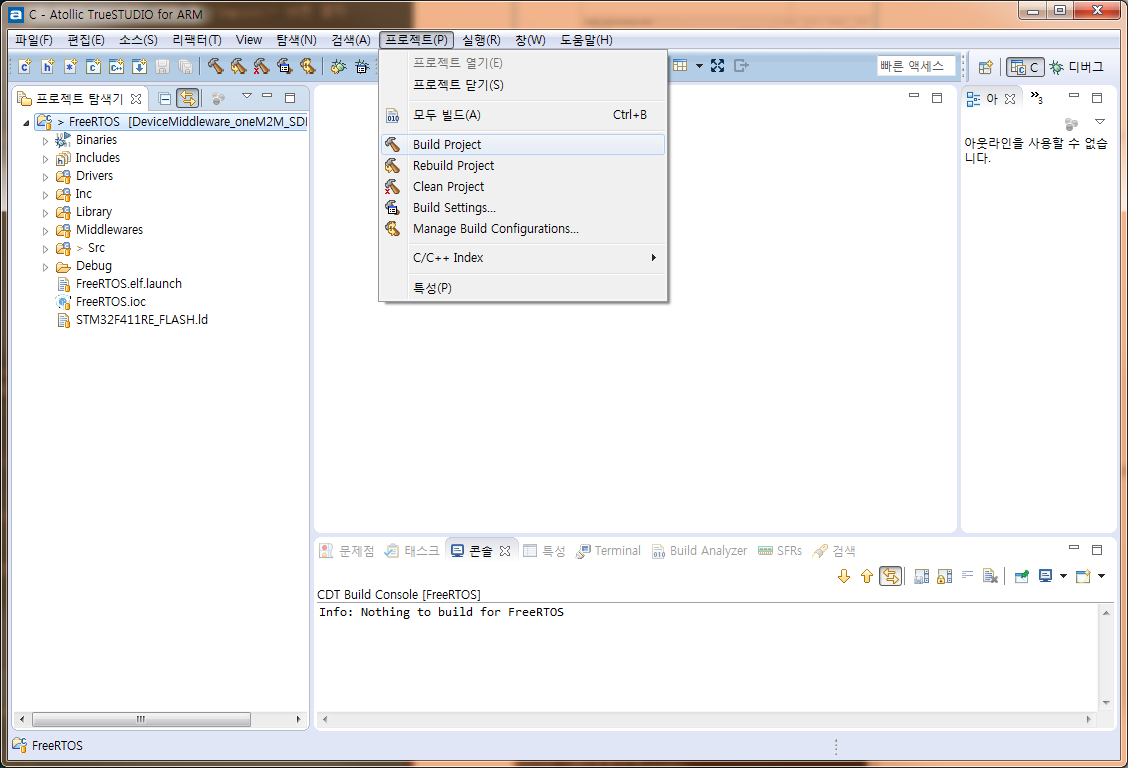 C - Atollic TrueSTUDIO for ARM
파일(F) 편집(E) 소스(S) 리팩터(T) View 탐색(N) 검색(A) 프로젝트(P) 실행(R) 창(W) 도움말(H)
빠른 액세스
C
디버그
프로젝트 열기(E)
프로젝트 닫기(S)
모두 빌드(A) Ctrl+B
Build Project
Rebuild Project
Clean Project
Build Settings...
Manage Build Configurations...
C/C++ Index
특성(P)
프로젝트 탐색기
> FreeRTOS [DeviceMiddleware_oneM2M_SDI
Binaries
Includes
Drivers
Inc
Library
Middlewares
> Src
Debug
FreeRTOS.elf.launch
FreeRTOS.ioc
STM32F411RE_FLASH.ld
아
3
아웃라인을 사용할 수 없습
니다.
문제점 태스크 콘솔 특성 Terminal Build Analyzer SFRs 검색
CDT Build Console [FreeRTOS]
Info: Nothing to build for FreeRTOS
FreeRTOS